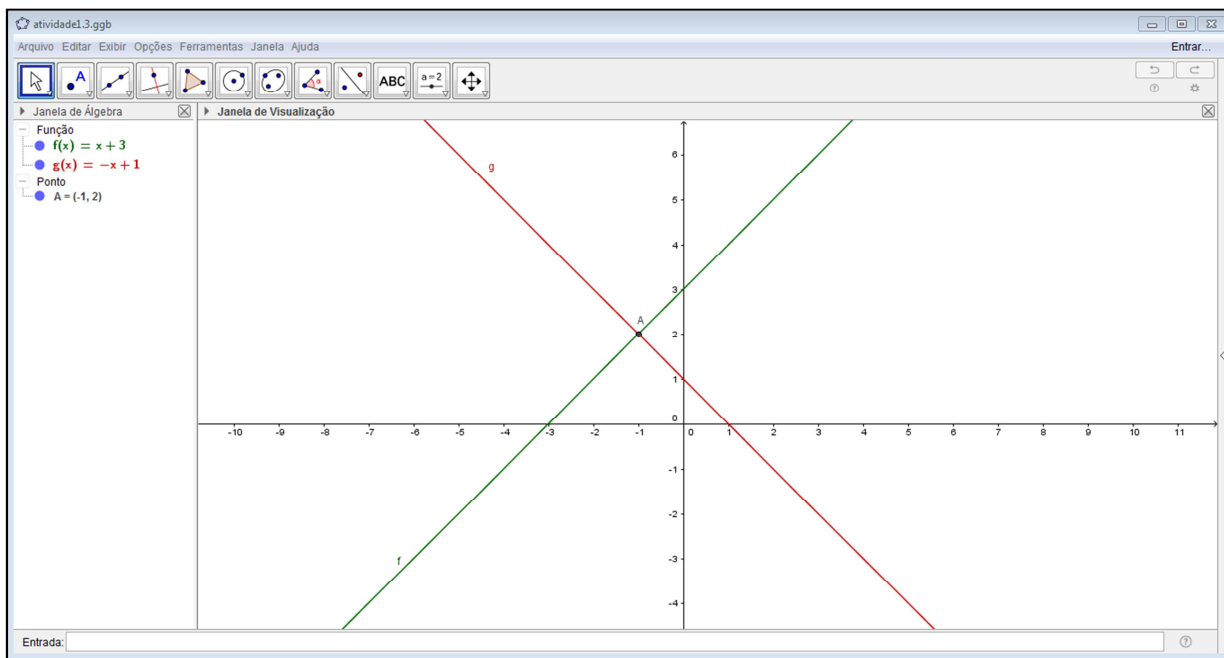 atividade1.3.ggb
Arquivo Editar Exibir Opções Ferramentas Janela Ajuda
Entrar...
A
α
ABC
a=2
Janela de Álgebra
Janela de Visualização
Função
f(x) = x + 3
g(x) = −x + 1
Ponto
A = (-1, 2)
g
A
f
6
5
4
3
2
1
0
-1
-2
-3
-4
-10 -9 -8 -7 -6 -5 -4 -3 -2 -1 0 1 2 3 4 5 6 7 8 9 10 11
Entrada: